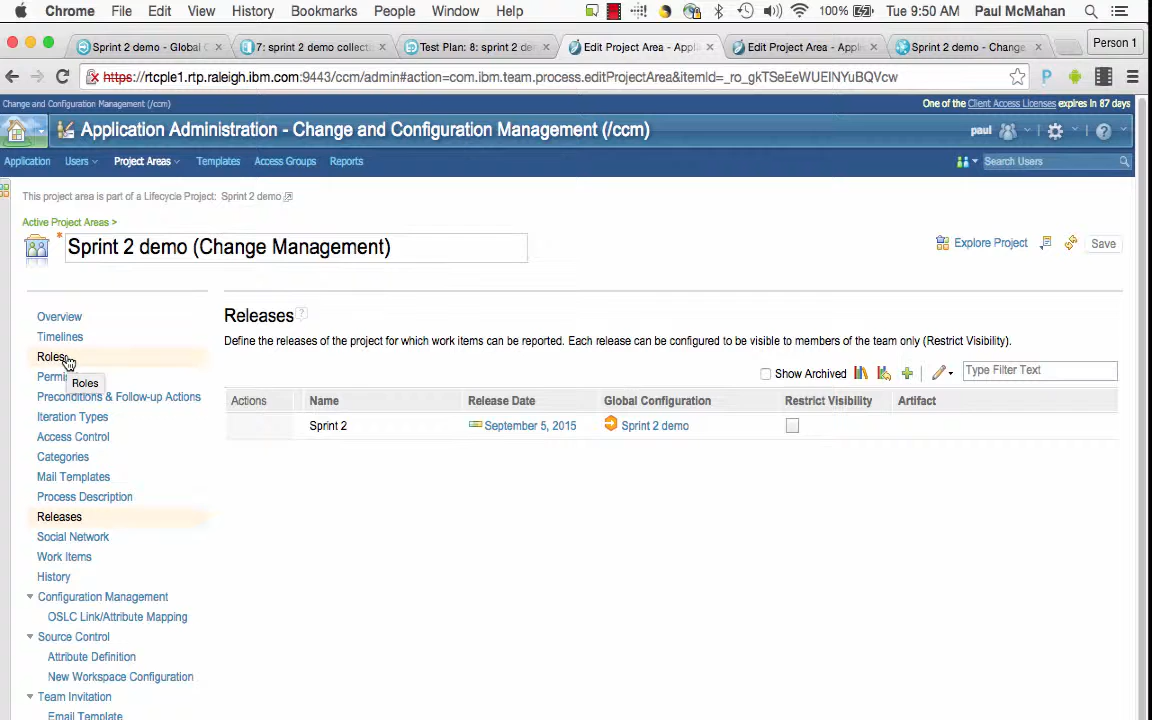 Chrome File Edit View History Bookmarks People Window Help 100% Tue 9:50 AM Paul McMahan
Sprint 2 demo - Global C × 7: sprint 2 demo collecti × Test Plan: 8: sprint 2 de × Edit Project Area - Appl × Edit Project Area - Appl × Sprint 2 demo - Change × Person 1
https://rtcple1.rtp.raleigh.ibm.com:9443/ccm/admin#action=com.ibm.team.process.editProjectArea&itemId=_ro_gkTSeEeWUEINYuBQVcw
Change and Configuration Management (/ccm) One of the Client Access Licenses expires in 87 days
Application Administration - Change and Configuration Management (/ccm) paul
Application Users Project Areas Templates Access Groups Reports Search Users
This project area is part of a Lifecycle Project: Sprint 2 demo
Active Project Areas >
* Sprint 2 demo (Change Management) Explore Project Save
Overview
Timelines
Roles
Permi
Roles
Preconditions & Follow-up Actions
Iteration Types
Access Control
Categories
Mail Templates
Process Description
Releases
Social Network
Work Items
History
Configuration Management
OSLC Link/Attribute Mapping
Source Control
Attribute Definition
New Workspace Configuration
Team Invitation
Email Template
Releases ?
Define the releases of the project for which work items can be reported. Each release can be configured to be visible to members of the team only (Restrict Visibility).
Show Archived Type Filter Text
Actions Name Release Date Global Configuration Restrict Visibility Artifact
Sprint 2 September 5, 2015 Sprint 2 demo